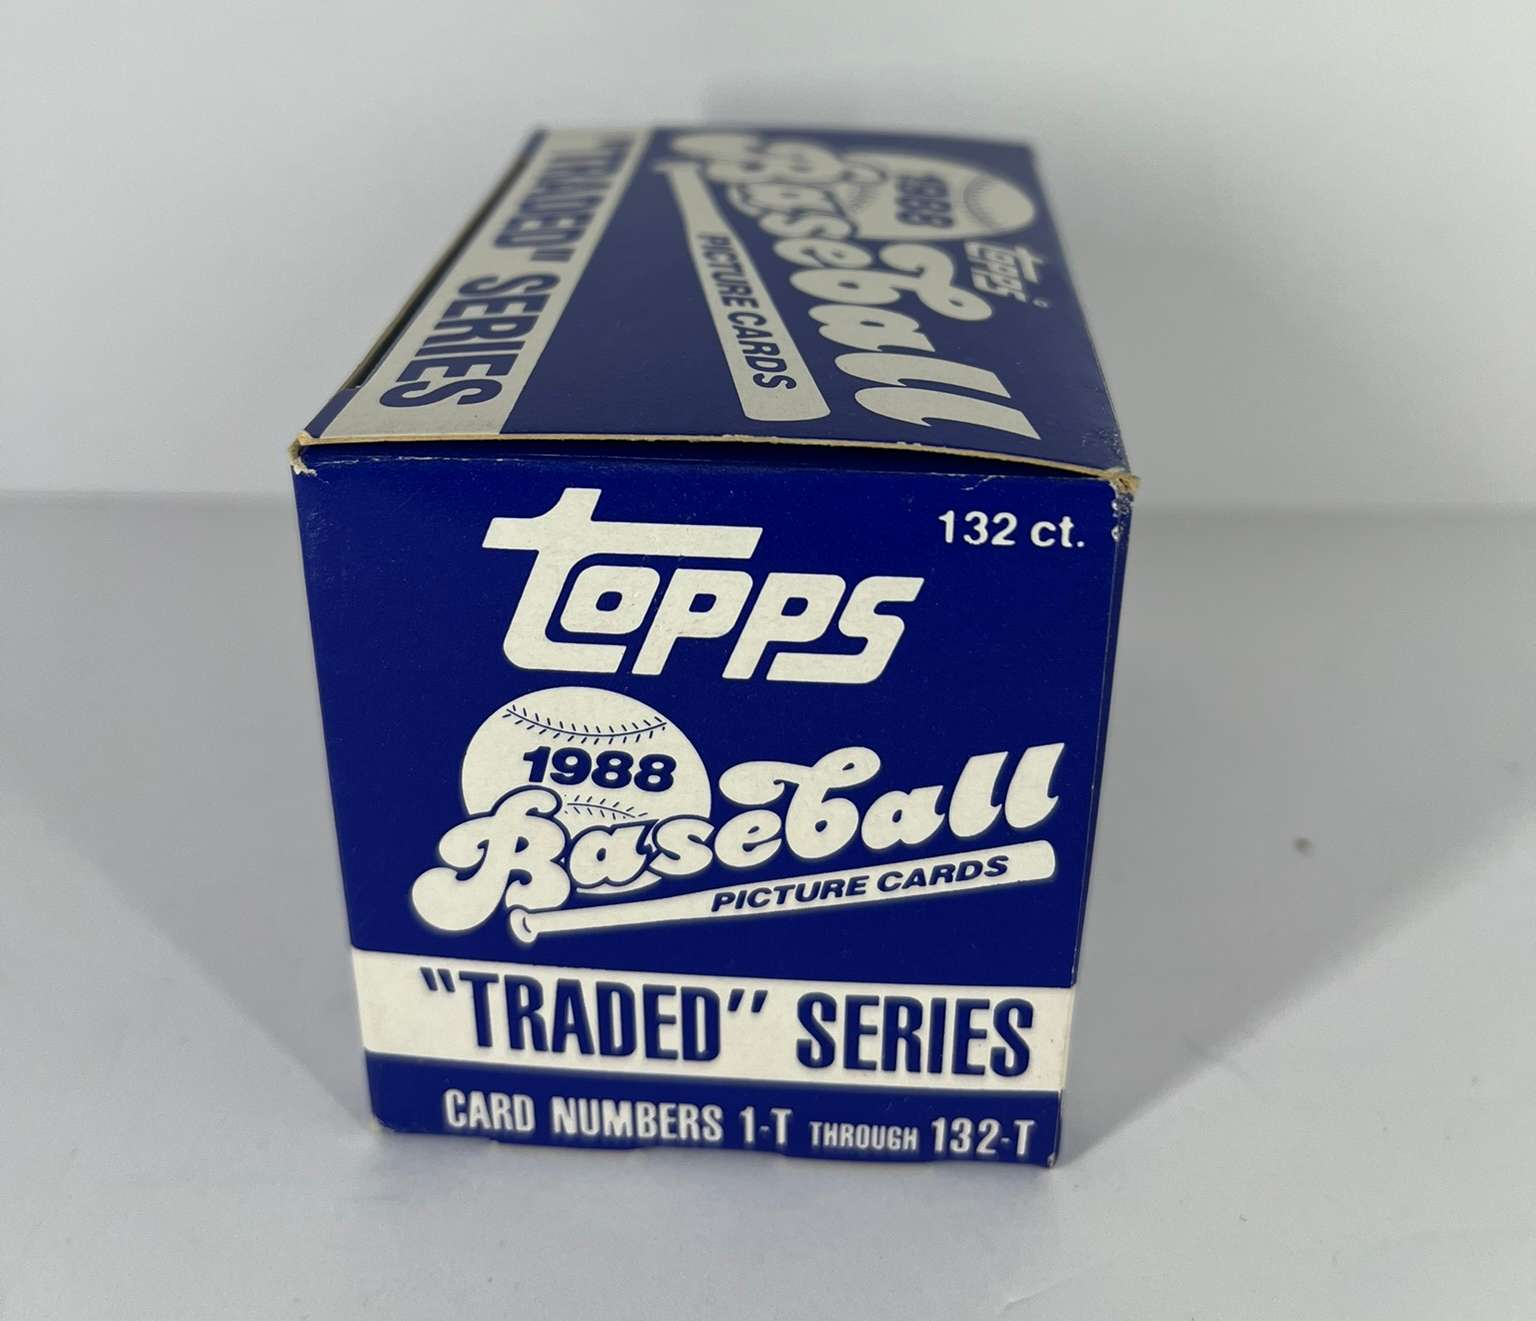 "TRADED" SERIES
1988
Baseball
PICTURE CARDS
topps
132 ct.
topps
1988
Baseball
PICTURE CARDS
"TRADED" SERIES
CARD NUMBERS 1-T THROUGH 132-T